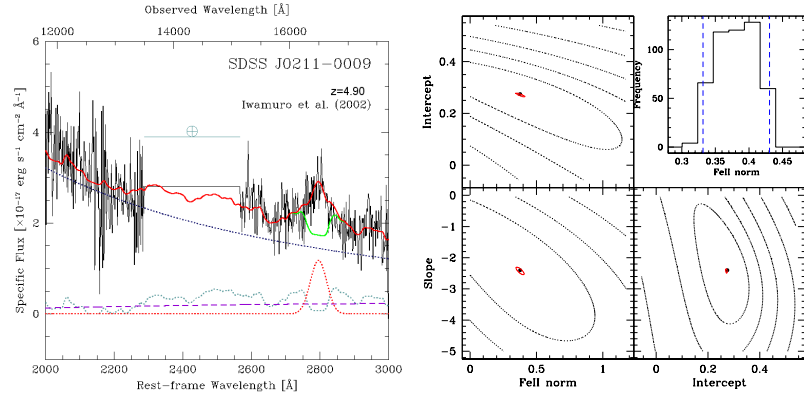 Observed Wavelength [Å]
12000 14000 16000
6
4
2
0
Specific Flux [×10⁻¹⁷ erg s⁻¹ cm⁻² Å⁻¹]
SDSS J0211−0009
z=4.90
Iwamuro et al. (2002)
2000 2200 2400 2600 2800 3000
Rest-frame Wavelength [Å]
Intercept
0.4
0.2
0
Frequency
100
50
0
0.3 0.35 0.4 0.45
FeII norm
Slope
0
−1
−2
−3
−4
−5
0 0.5 1
FeII norm
0 0.2 0.4
Intercept